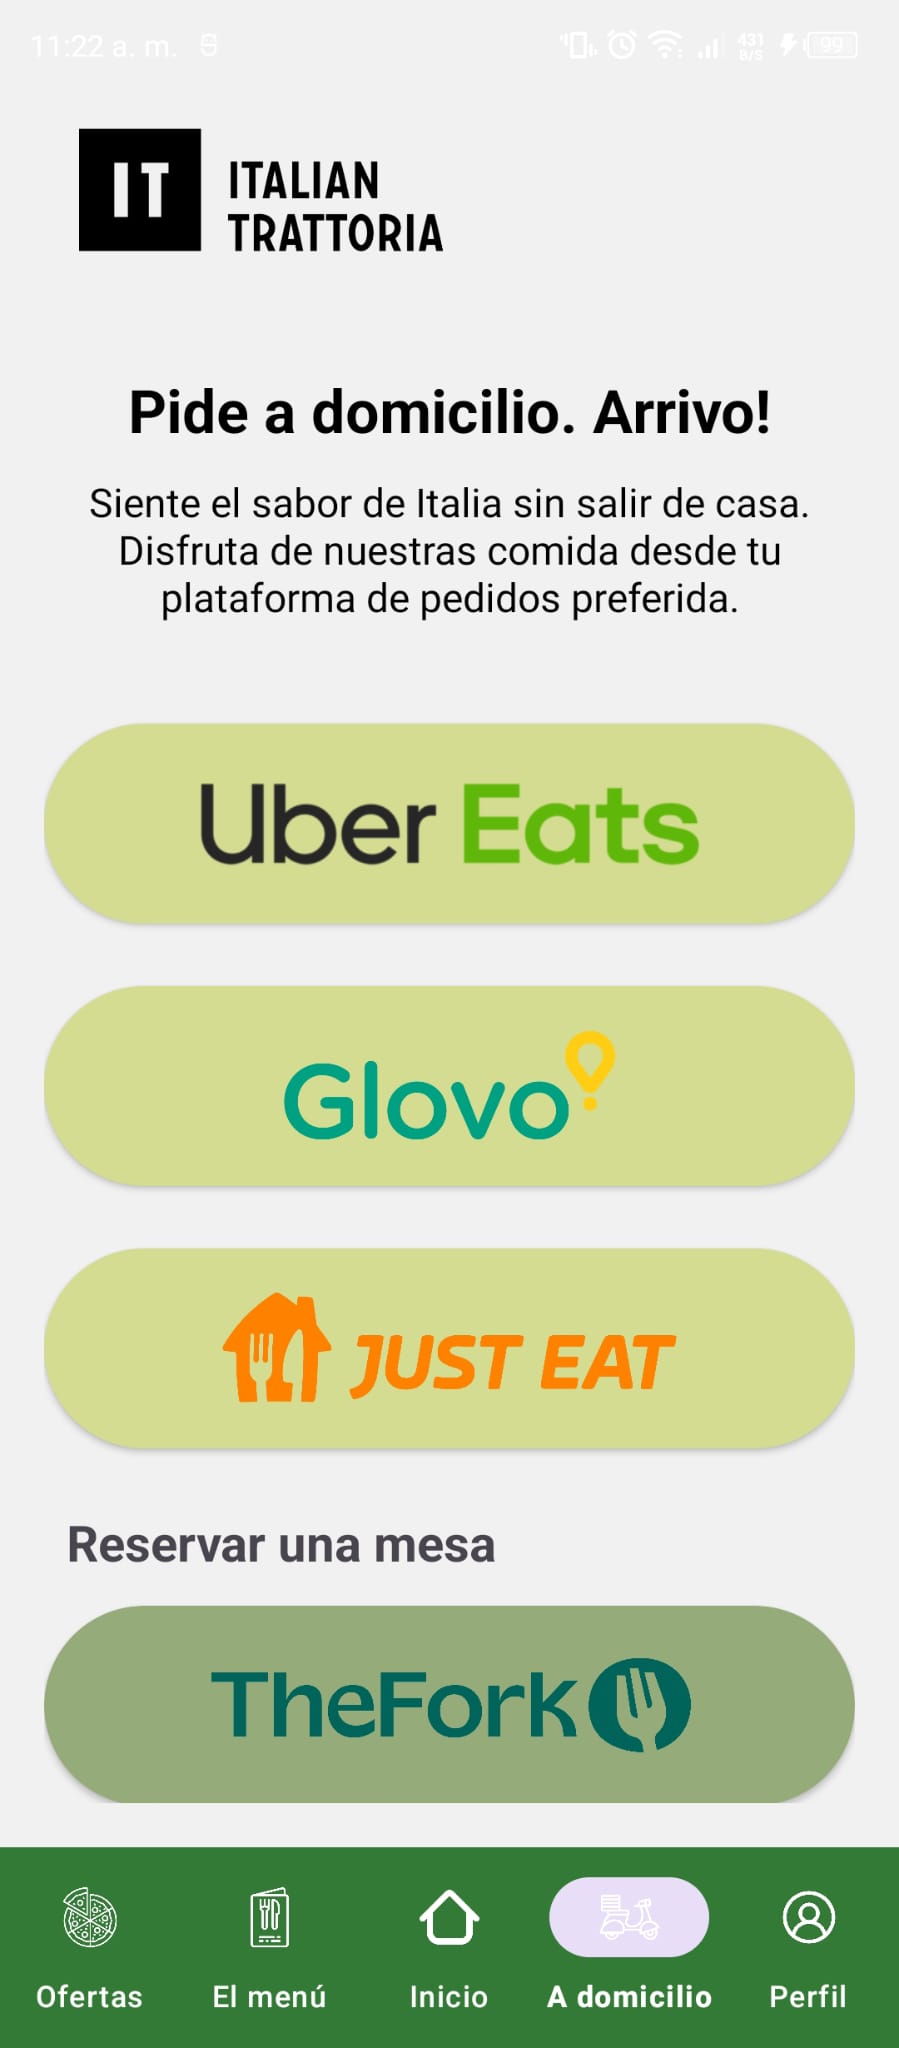 11:22 a. m.
431
B/S
99
IT
ITALIAN
TRATTORIA
Pide a domicilio. Arrivo!
Siente el sabor de Italia sin salir de casa.
Disfruta de nuestras comida desde tu
plataforma de pedidos preferida.
Uber Eats
Glovo
JUST EAT
Reservar una mesa
TheFork
Ofertas
El menú
Inicio
A domicilio
Perfil